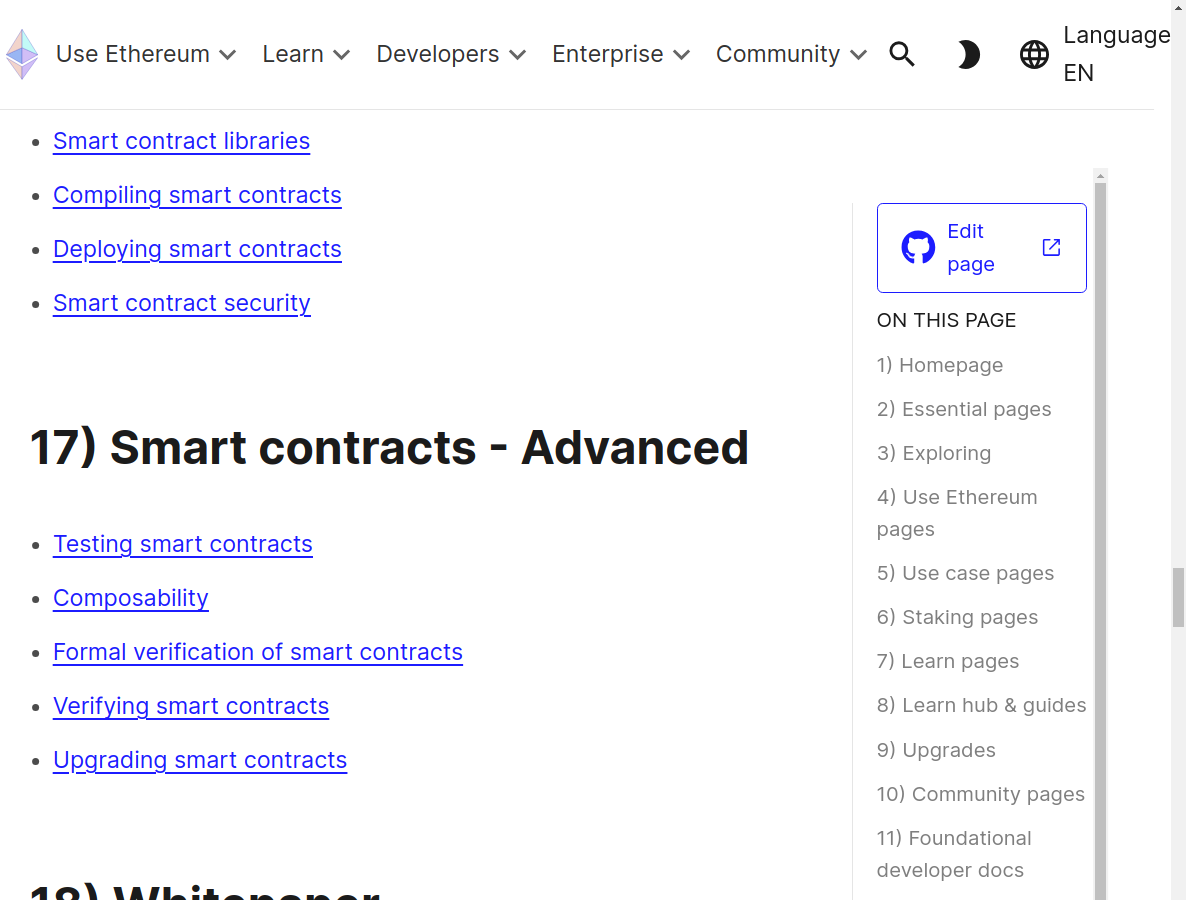 Use Ethereum
Learn
Developers
Enterprise
Community
Language
EN
Smart contract libraries
Compiling smart contracts
Deploying smart contracts
Smart contract security
17) Smart contracts - Advanced
Testing smart contracts
Composability
Formal verification of smart contracts
Verifying smart contracts
Upgrading smart contracts
18) Whitepaper
Edit
page
ON THIS PAGE
1) Homepage
2) Essential pages
3) Exploring
4) Use Ethereum
pages
5) Use case pages
6) Staking pages
7) Learn pages
8) Learn hub & guides
9) Upgrades
10) Community pages
11) Foundational
developer docs